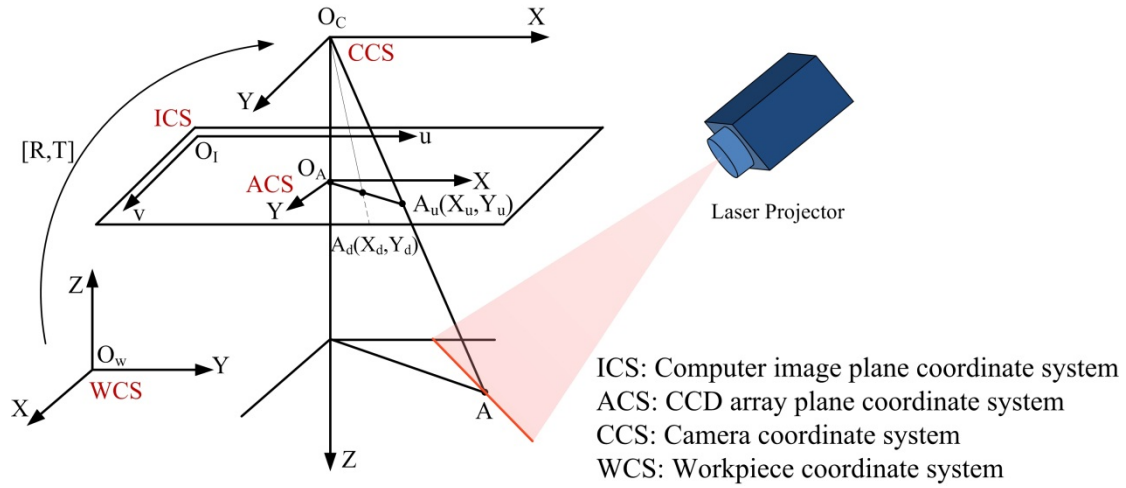 O_C
X
CCS
Y
ICS
[R,T]
O_I
u
O_A
X
ACS
Y
A_u(X_u,Y_u)
v
A_d(X_d,Y_d)
Laser Projector
Z
O_w
Y
WCS
X
A
Z
ICS: Computer image plane coordinate system
ACS: CCD array plane coordinate system
CCS: Camera coordinate system
WCS: Workpiece coordinate system